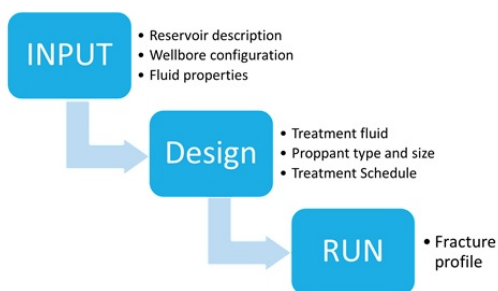 INPUT
• Reservoir description
• Wellbore configuration
• Fluid properties
Design
• Treatment fluid
• Proppant type and size
• Treatment Schedule
RUN
• Fracture
profile